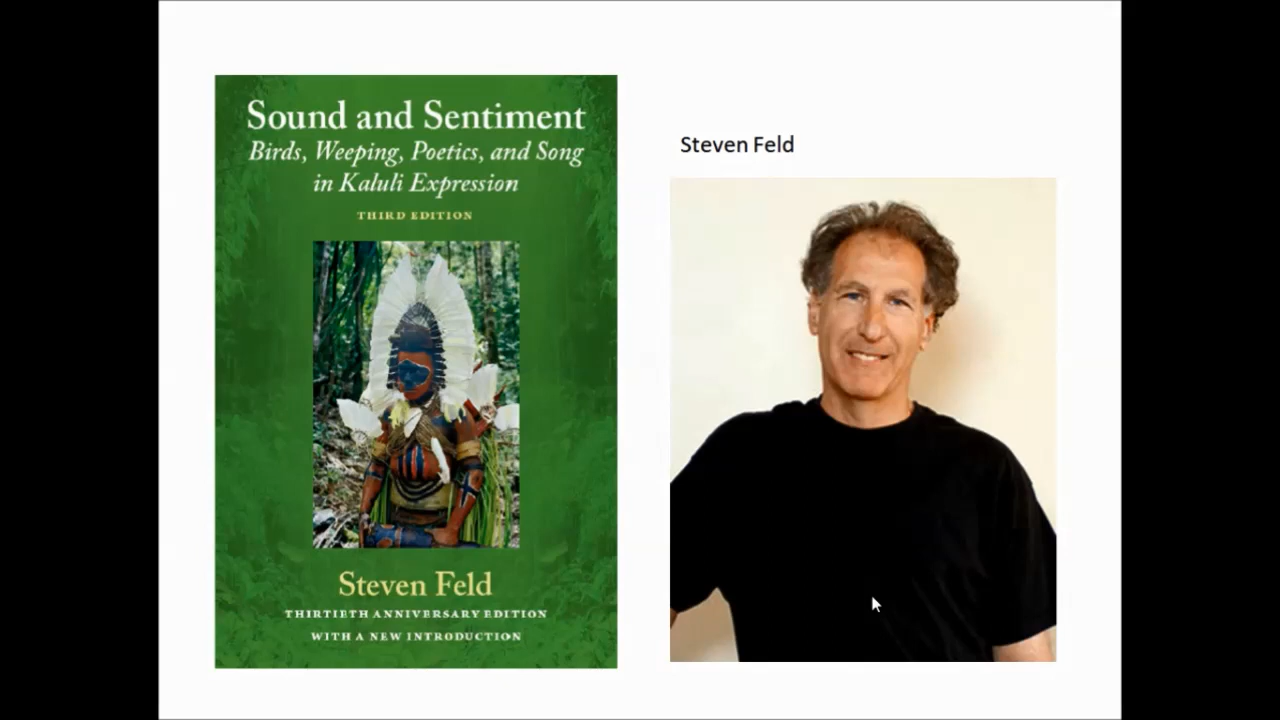 Sound and Sentiment
Birds, Weeping, Poetics, and Song
in Kaluli Expression
THIRD EDITION
Steven Feld
THIRTIETH ANNIVERSARY EDITION
WITH A NEW INTRODUCTION
Steven Feld